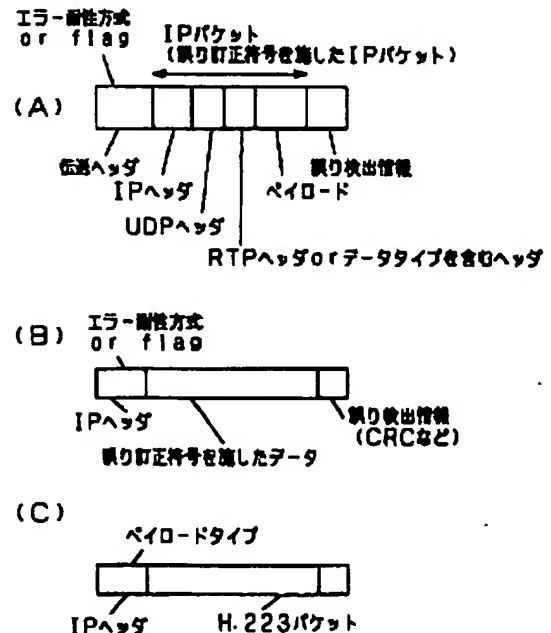 エラー耐性方式
or flag
IPパケット
(誤り訂正符号を施したIPパケット)
(A)
伝送ヘッダ
IPヘッダ
ペイロード
誤り検出情報
UDPヘッダ
RTPヘッダorデータタイプを含むヘッダ
(B)
エラー耐性方式
or flag
IPヘッダ
誤り訂正符号を施したデータ
誤り検出情報
(CRCなど)
(C)
ペイロードタイプ
IPヘッダ
H.223パケット